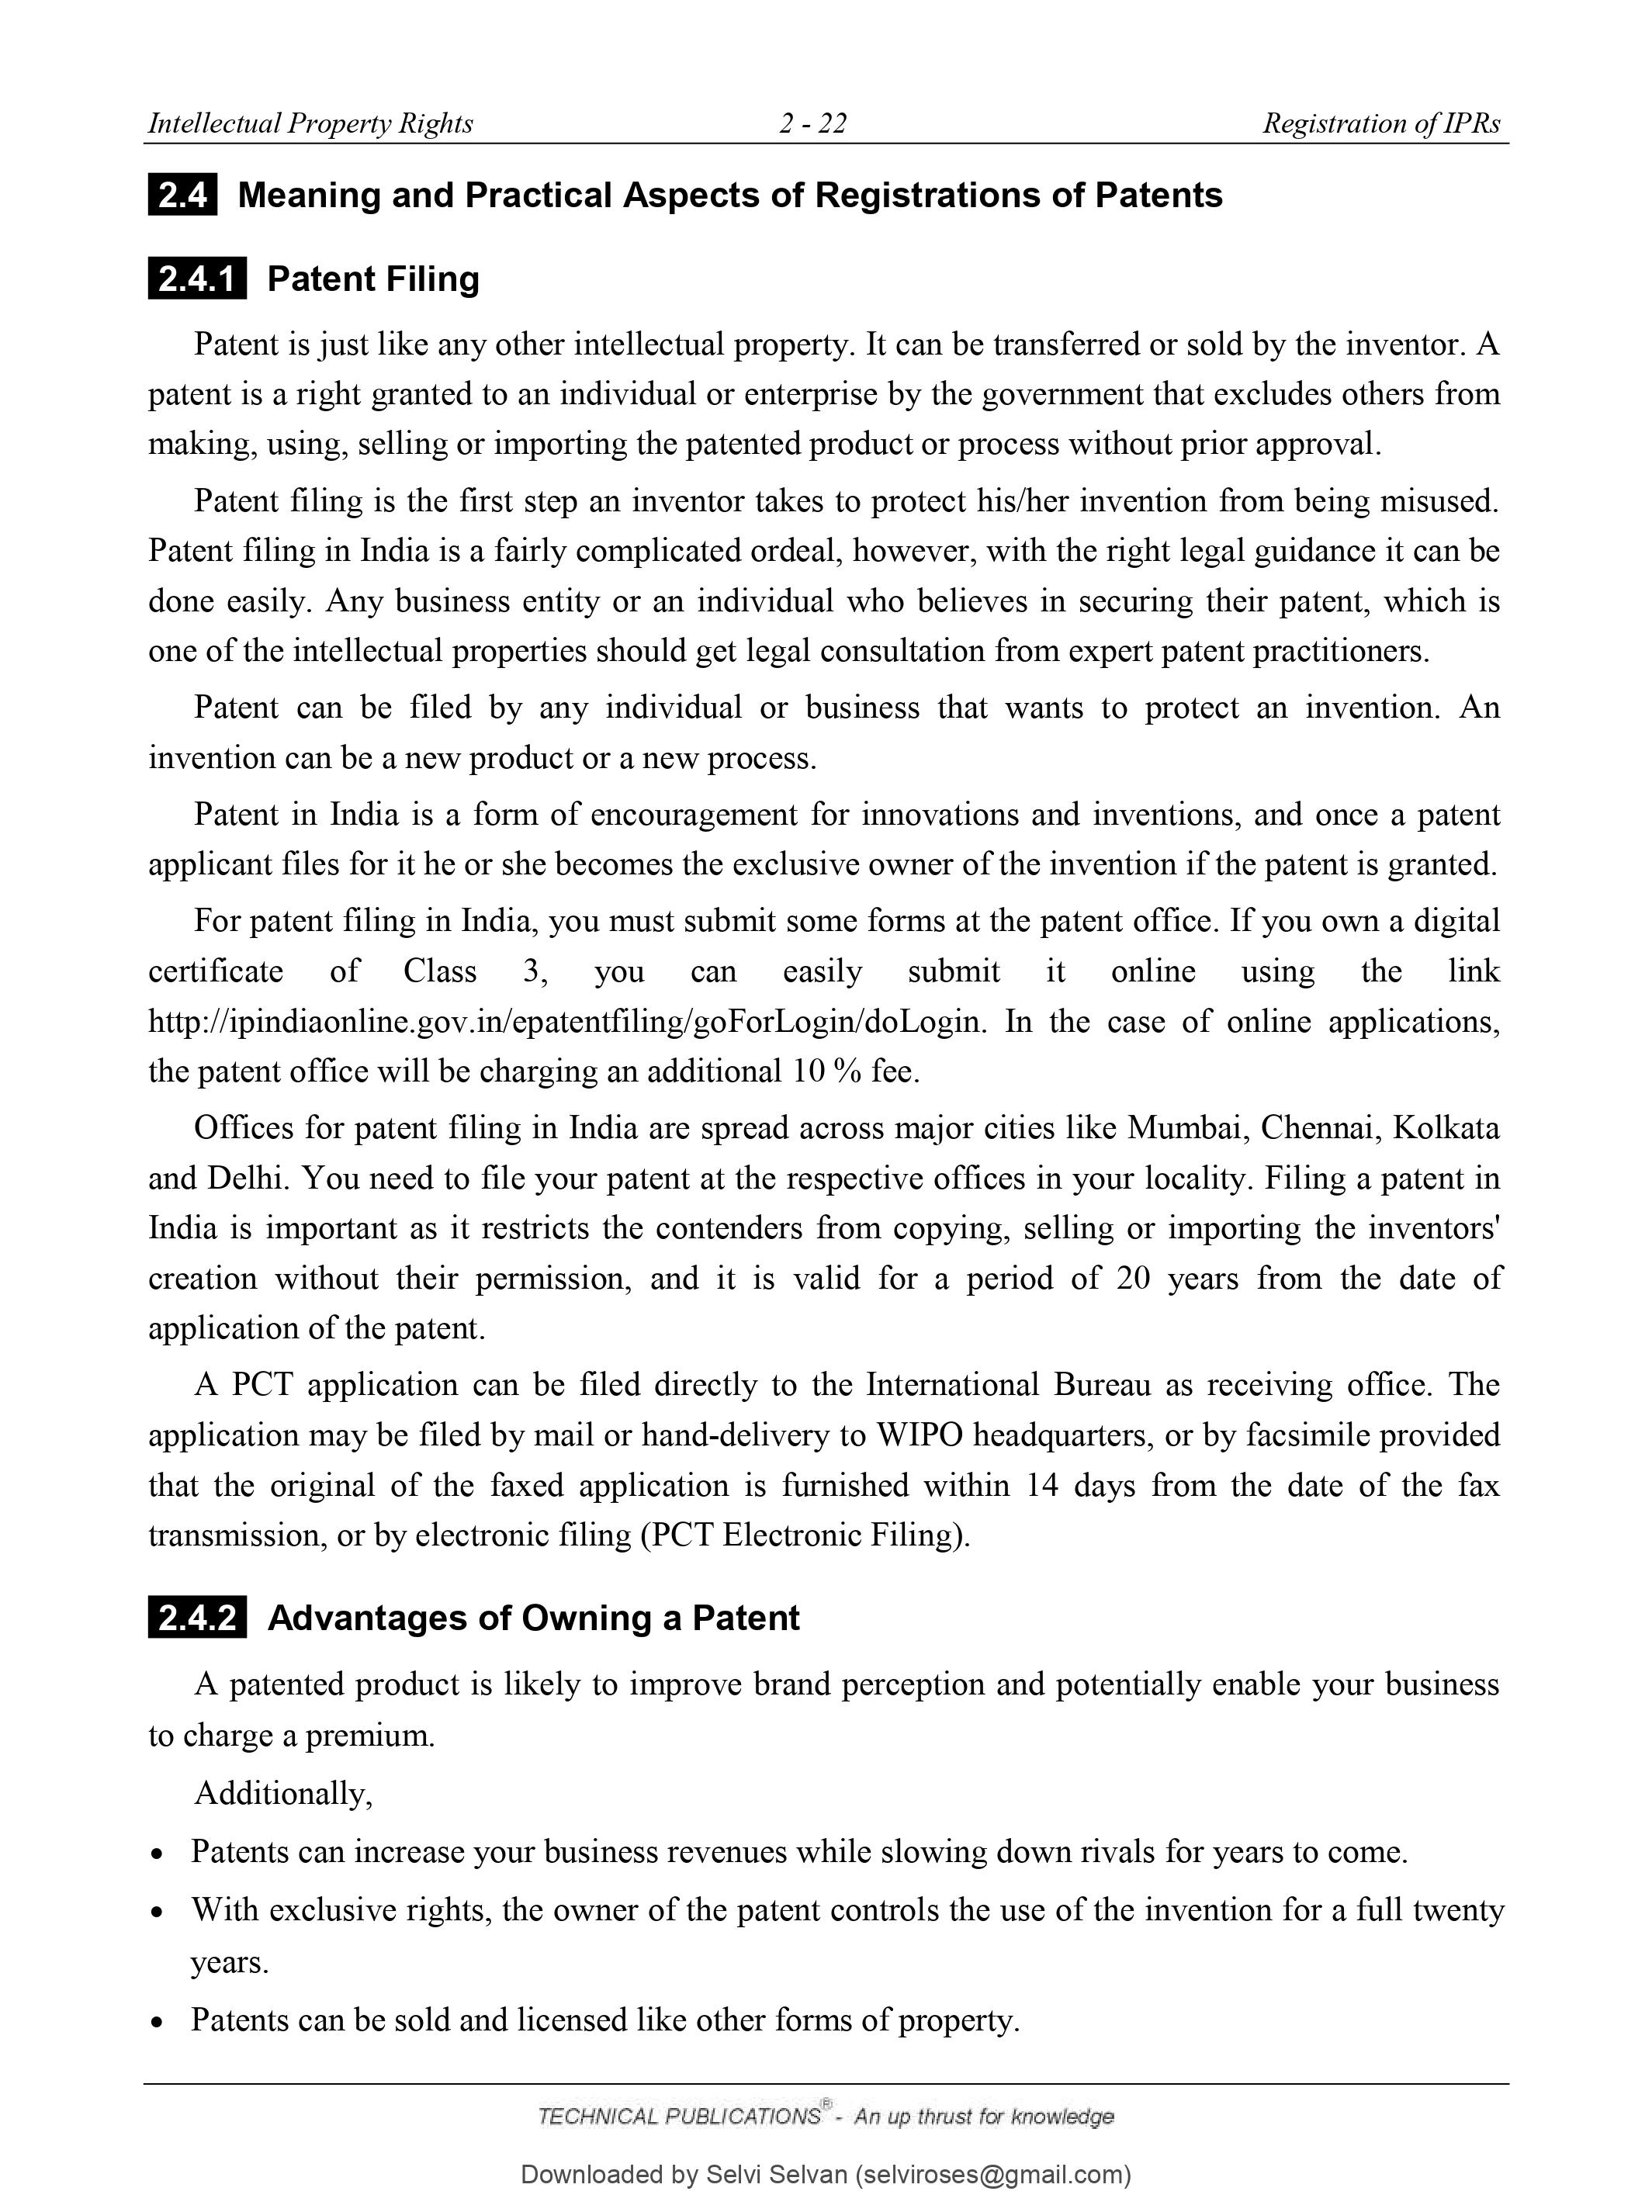 Intellectual Property Rights 2 - 22 Registration of IPRs
2.4 Meaning and Practical Aspects of Registrations of Patents
2.4.1 Patent Filing
Patent is just like any other intellectual property. It can be transferred or sold by the inventor. A
patent is a right granted to an individual or enterprise by the government that excludes others from
making, using, selling or importing the patented product or process without prior approval.
Patent filing is the first step an inventor takes to protect his/her invention from being misused.
Patent filing in India is a fairly complicated ordeal, however, with the right legal guidance it can be
done easily. Any business entity or an individual who believes in securing their patent, which is
one of the intellectual properties should get legal consultation from expert patent practitioners.
Patent can be filed by any individual or business that wants to protect an invention. An
invention can be a new product or a new process.
Patent in India is a form of encouragement for innovations and inventions, and once a patent
applicant files for it he or she becomes the exclusive owner of the invention if the patent is granted.
For patent filing in India, you must submit some forms at the patent office. If you own a digital
certificate of Class 3, you can easily submit it online using the link
http://ipindiaonline.gov.in/epatentfiling/goForLogin/doLogin. In the case of online applications,
the patent office will be charging an additional 10 % fee.
Offices for patent filing in India are spread across major cities like Mumbai, Chennai, Kolkata
and Delhi. You need to file your patent at the respective offices in your locality. Filing a patent in
India is important as it restricts the contenders from copying, selling or importing the inventors'
creation without their permission, and it is valid for a period of 20 years from the date of
application of the patent.
A PCT application can be filed directly to the International Bureau as receiving office. The
application may be filed by mail or hand-delivery to WIPO headquarters, or by facsimile provided
that the original of the faxed application is furnished within 14 days from the date of the fax
transmission, or by electronic filing (PCT Electronic Filing).
2.4.2 Advantages of Owning a Patent
A patented product is likely to improve brand perception and potentially enable your business
to charge a premium.
Additionally,
• Patents can increase your business revenues while slowing down rivals for years to come.
• With exclusive rights, the owner of the patent controls the use of the invention for a full twenty
years.
• Patents can be sold and licensed like other forms of property.
TECHNICAL PUBLICATIONS® - An up thrust for knowledge
Downloaded by Selvi Selvan (selviroses@gmail.com)